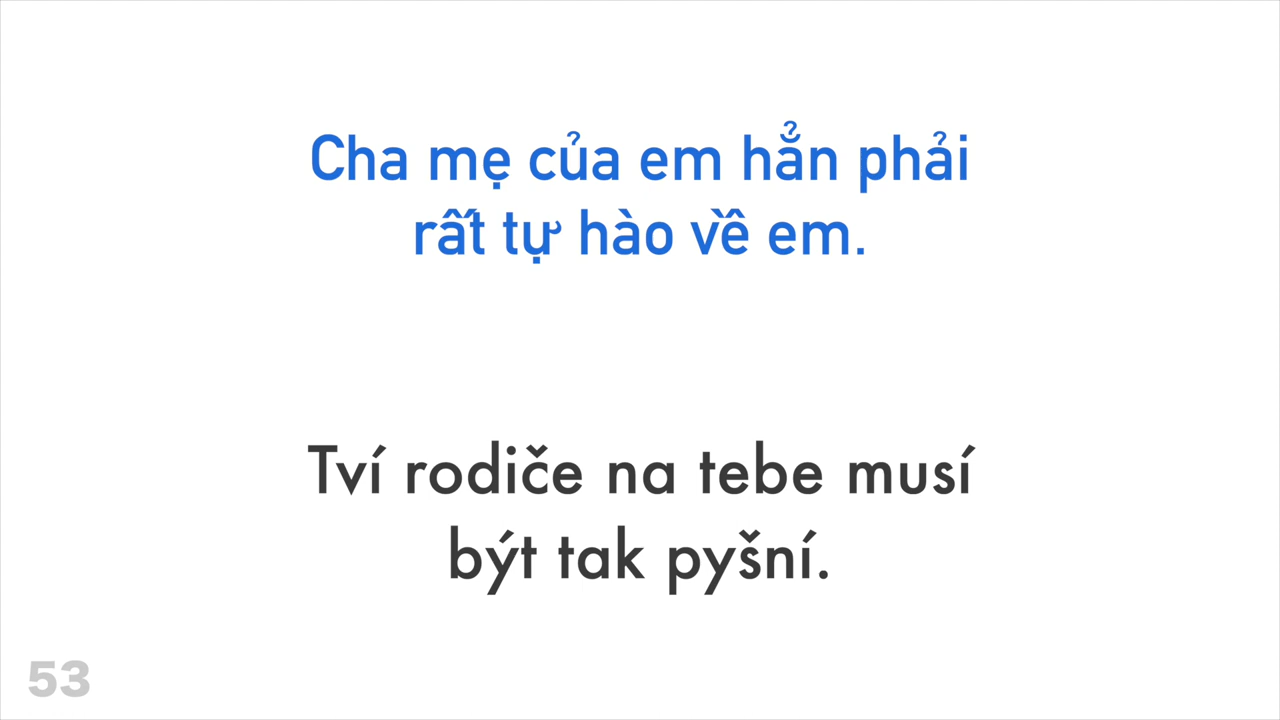 Cha mẹ của em hẳn phải
rất tự hào về em.
Tví rodiče na tebe musí
být tak pyšní.
53